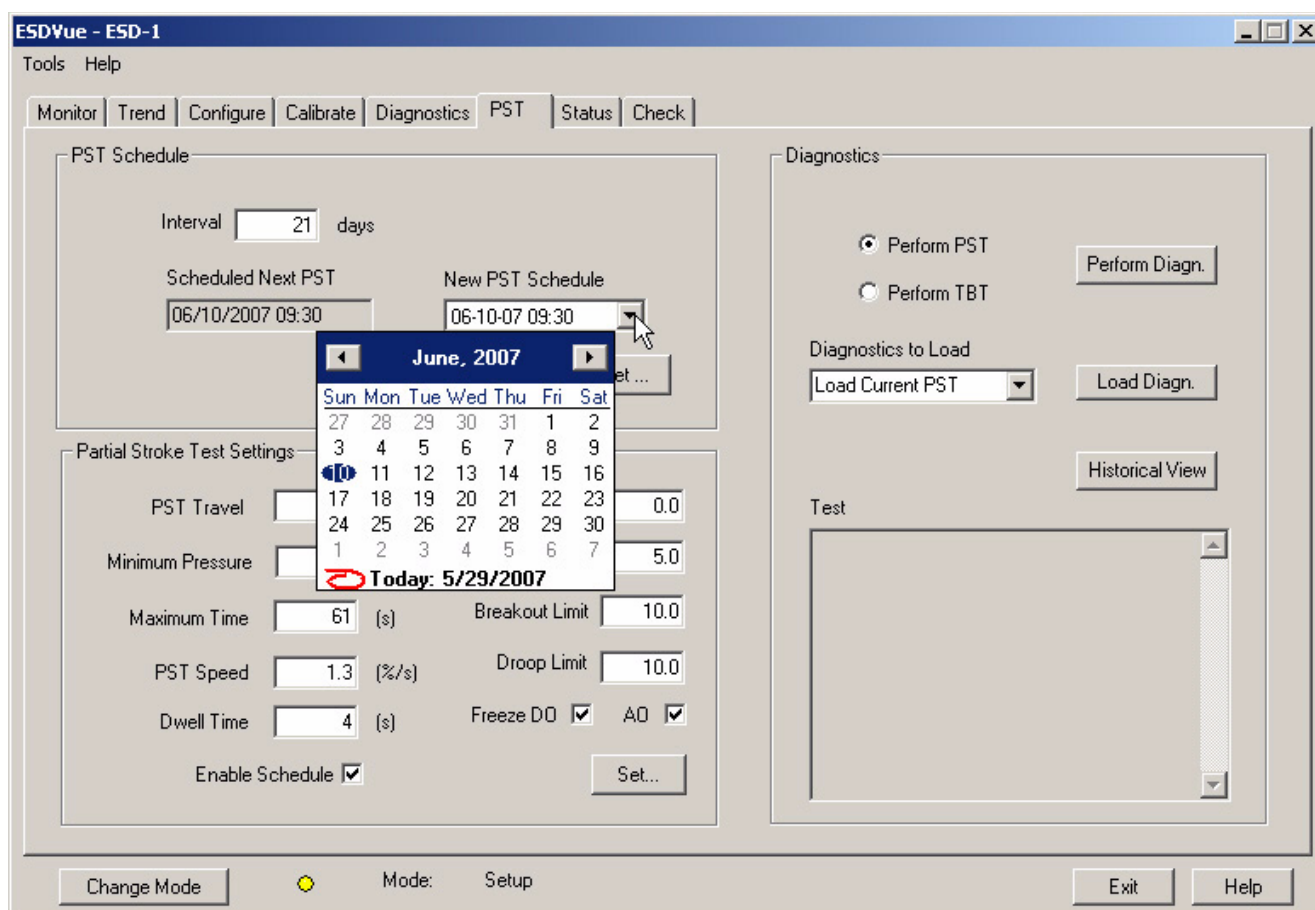 ESDVue - ESD-1
Tools Help
Monitor Trend Configure Calibrate Diagnostics PST Status Check
PST Schedule
Interval 21 days
Scheduled Next PST
New PST Schedule
06/10/2007 09:30
06-10-07 09:30
et ...
June, 2007
Sun Mon Tue Wed Thu Fri Sat
27 28 29 30 31 1 2
3 4 5 6 7 8 9
10 11 12 13 14 15 16
17 18 19 20 21 22 23
24 25 26 27 28 29 30
1 2 3 4 5 6 7
Today: 5/29/2007
Partial Stroke Test Settings
PST Travel
0.0
Minimum Pressure
5.0
Maximum Time 61 (s)
Breakout Limit 10.0
PST Speed 1.3 (%/s)
Droop Limit 10.0
Dwell Time 4 (s)
Freeze DO AO
Enable Schedule
Set...
Diagnostics
Perform PST
Perform TBT
Perform Diagn.
Diagnostics to Load
Load Current PST
Load Diagn.
Historical View
Test
Change Mode
Mode: Setup
Exit
Help